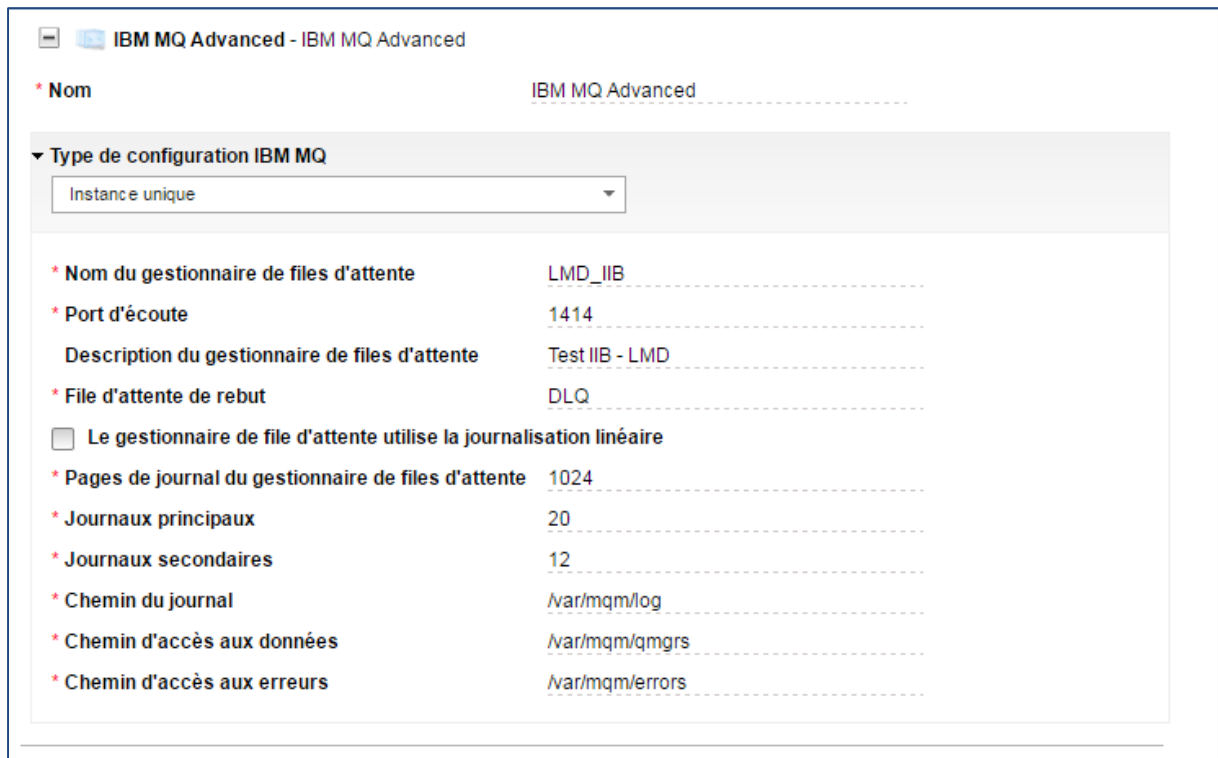 IBM MQ Advanced - IBM MQ Advanced
* Nom IBM MQ Advanced
Type de configuration IBM MQ
Instance unique
* Nom du gestionnaire de files d'attente LMD_IIB
* Port d'écoute 1414
Description du gestionnaire de files d'attente Test IIB - LMD
* File d'attente de rebut DLQ
Le gestionnaire de file d'attente utilise la journalisation linéaire
* Pages de journal du gestionnaire de files d'attente 1024
* Journaux principaux 20
* Journaux secondaires 12
* Chemin du journal /var/mqm/log
* Chemin d'accès aux données /var/mqm/qmgrs
* Chemin d'accès aux erreurs /var/mqm/errors